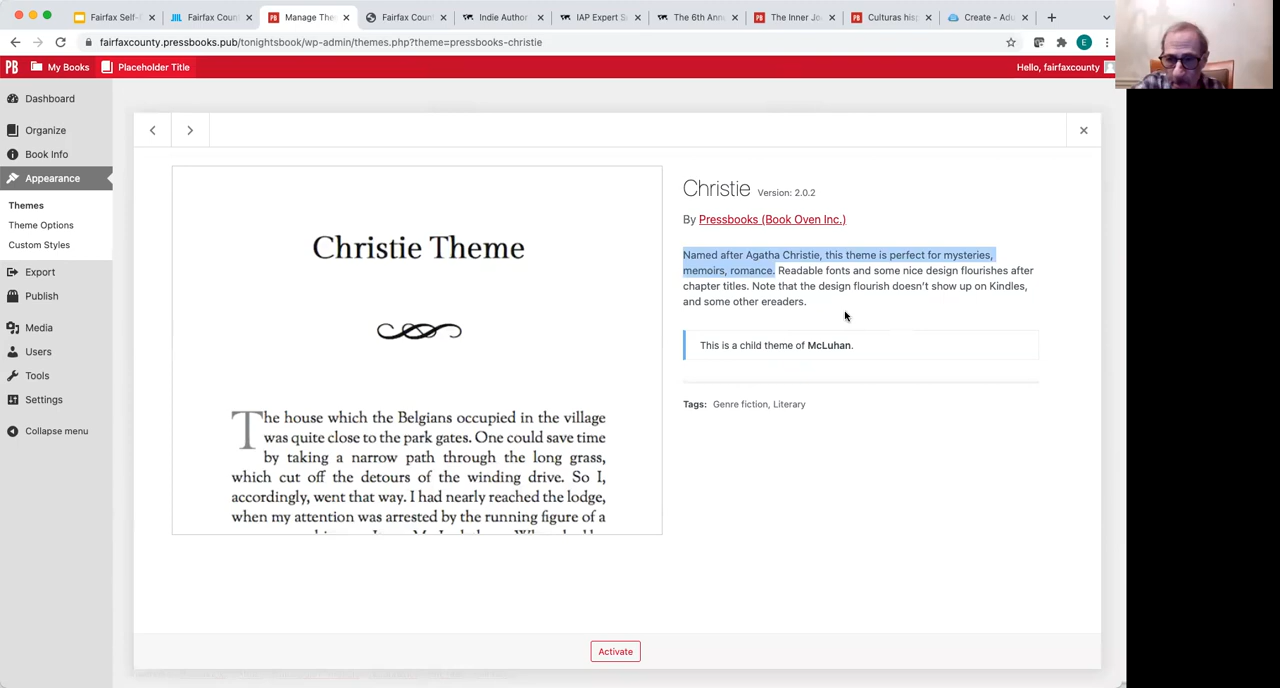 Fairfax Self-
Fairfax Coun
Manage The
Fairfax Coun
Indie Author
IAP Expert S
The 6th Ann
The Inner Jo
Culturas his
Create - Ad
fairfaxcounty.pressbooks.pub/tonightsbook/wp-admin/themes.php?theme=pressbooks-christie
E
PB
My Books
Placeholder Title
Hello, fairfaxcounty
Dashboard
Organize
Book Info
Appearance
Themes
Theme Options
Custom Styles
Export
Publish
Media
Users
Tools
Settings
Collapse menu
Christie Theme
The house which the Belgians occupied in the village
was quite close to the park gates. One could save time
by taking a narrow path through the long grass,
which cut off the detours of the winding drive. So I,
accordingly, went that way. I had nearly reached the lodge,
when my attention was arrested by the running figure of a
Christie Version: 2.0.2
By Pressbooks (Book Oven Inc.)
Named after Agatha Christie, this theme is perfect for mysteries,
memoirs, romance. Readable fonts and some nice design flourishes after
chapter titles. Note that the design flourish doesn't show up on Kindles,
and some other ereaders.
This is a child theme of McLuhan.
Tags: Genre fiction, Literary
Activate